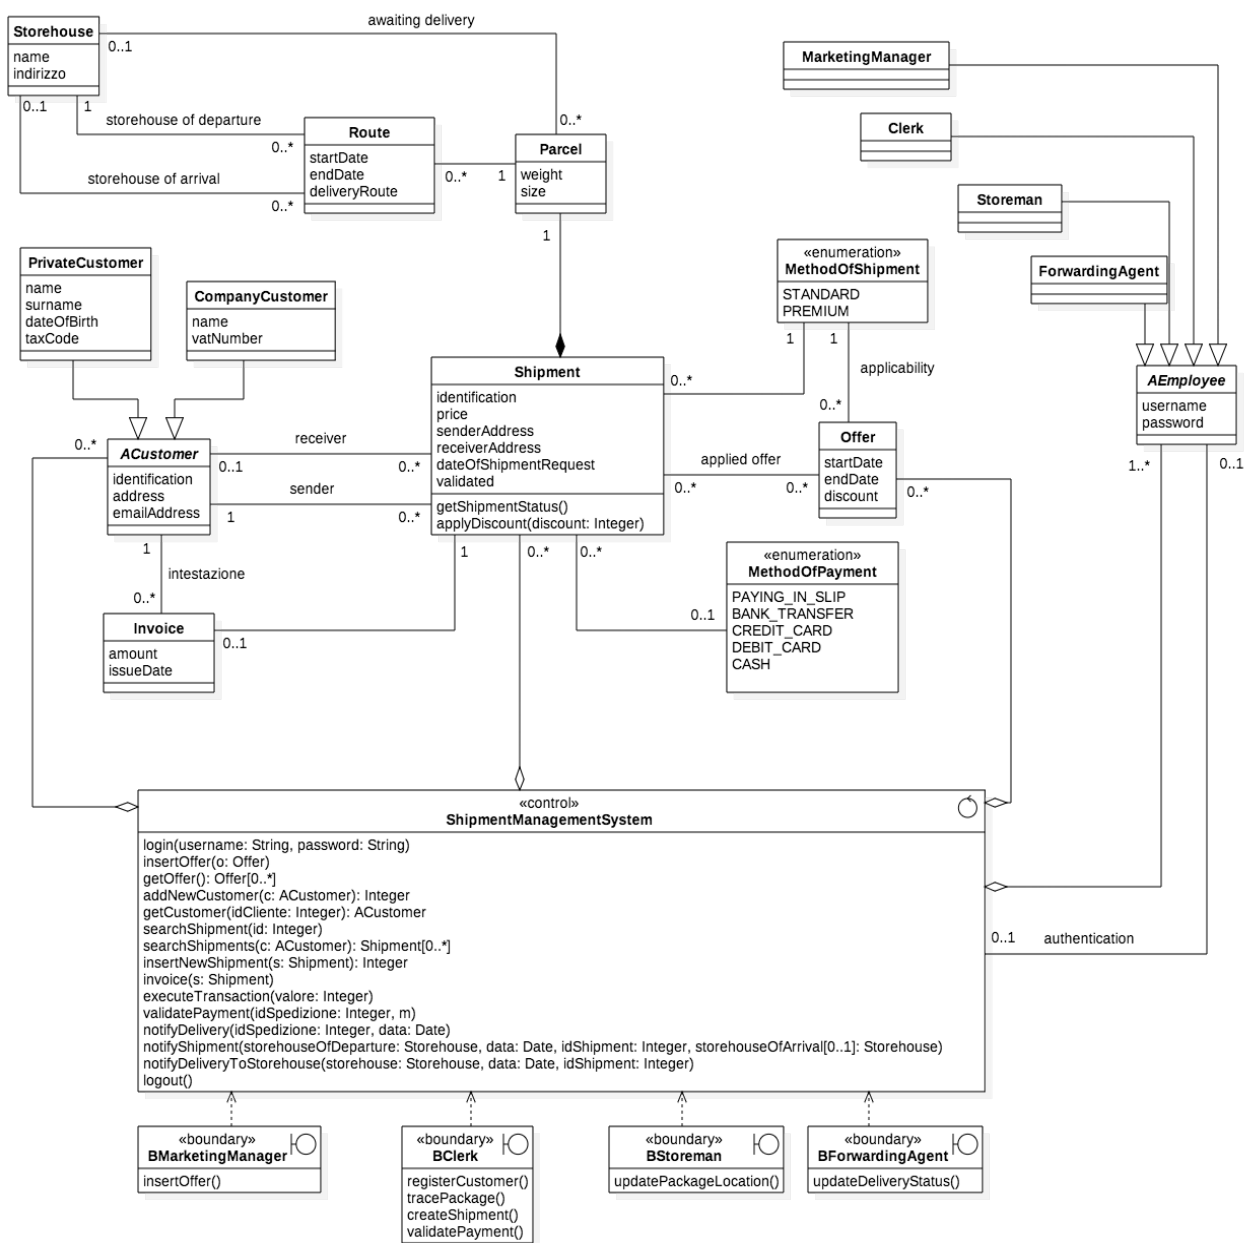 Storehouse
name
indirizzo
awaiting delivery
0..1
0..*
0..1
1
storehouse of departure
0..*
storehouse of arrival
0..*
Route
startDate
endDate
deliveryRoute
0..*
1
Parcel
weight
size
1
MarketingManager
Clerk
Storeman
ForwardingAgent
AEmployee
username
password
1..*
0..1
PrivateCustomer
name
surname
dateOfBirth
taxCode
CompanyCustomer
name
vatNumber
«enumeration»
MethodOfShipment
STANDARD
PREMIUM
1
1
applicability
0..*
0..*
Shipment
identification
price
senderAddress
receiverAddress
dateOfShipmentRequest
validated
getShipmentStatus()
applyDiscount(discount: Integer)
Offer
startDate
endDate
discount
applied offer
0..*
0..*
0..*
0..*
ACustomer
identification
address
emailAddress
receiver
0..1
0..*
sender
1
0..*
1
intestazione
0..*
Invoice
amount
issueDate
0..1
1
0..*
0..*
0..1
«enumeration»
MethodOfPayment
PAYING_IN_SLIP
BANK_TRANSFER
CREDIT_CARD
DEBIT_CARD
CASH
«control»
ShipmentManagementSystem
login(username: String, password: String)
insertOffer(o: Offer)
getOffer(): Offer[0..*]
addNewCustomer(c: ACustomer): Integer
getCustomer(idCliente: Integer): ACustomer
searchShipment(id: Integer)
searchShipments(c: ACustomer): Shipment[0..*]
insertNewShipment(s: Shipment): Integer
invoice(s: Shipment)
executeTransaction(valore: Integer)
validatePayment(idSpedizione: Integer, m)
notifyDelivery(idSpedizione: Integer, data: Date)
notifyShipment(storehouseOfDeparture: Storehouse, data: Date, idShipment: Integer, storehouseOfArrival[0..1]: Storehouse)
notifyDeliveryToStorehouse(storehouse: Storehouse, data: Date, idShipment: Integer)
logout()
0..1
authentication
«boundary»
BMarketingManager
insertOffer()
«boundary»
BClerk
registerCustomer()
tracePackage()
createShipment()
validatePayment()
«boundary»
BStoreman
updatePackageLocation()
«boundary»
BForwardingAgent
updateDeliveryStatus()